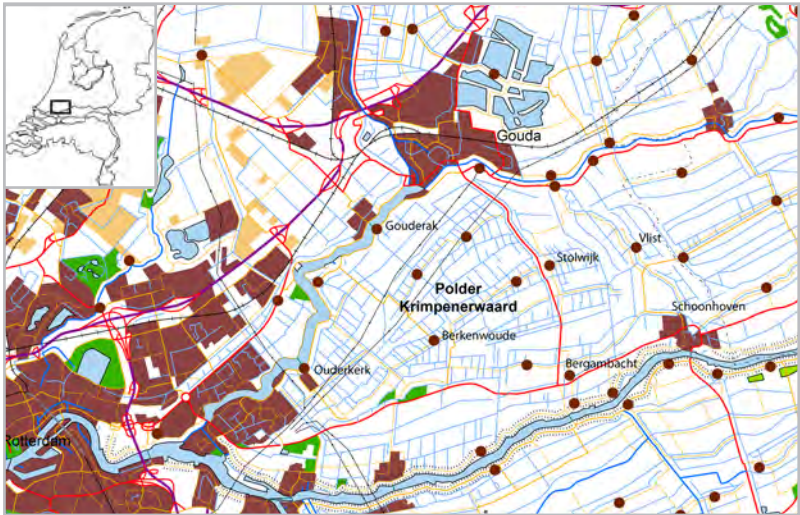 Gouda
Gouderak
Vlist
Stolwijk
Polder
Krimpenerwaard
Schoonhoven
Berkenwoude
Bergambacht
Ouderkerk
Rotterdam